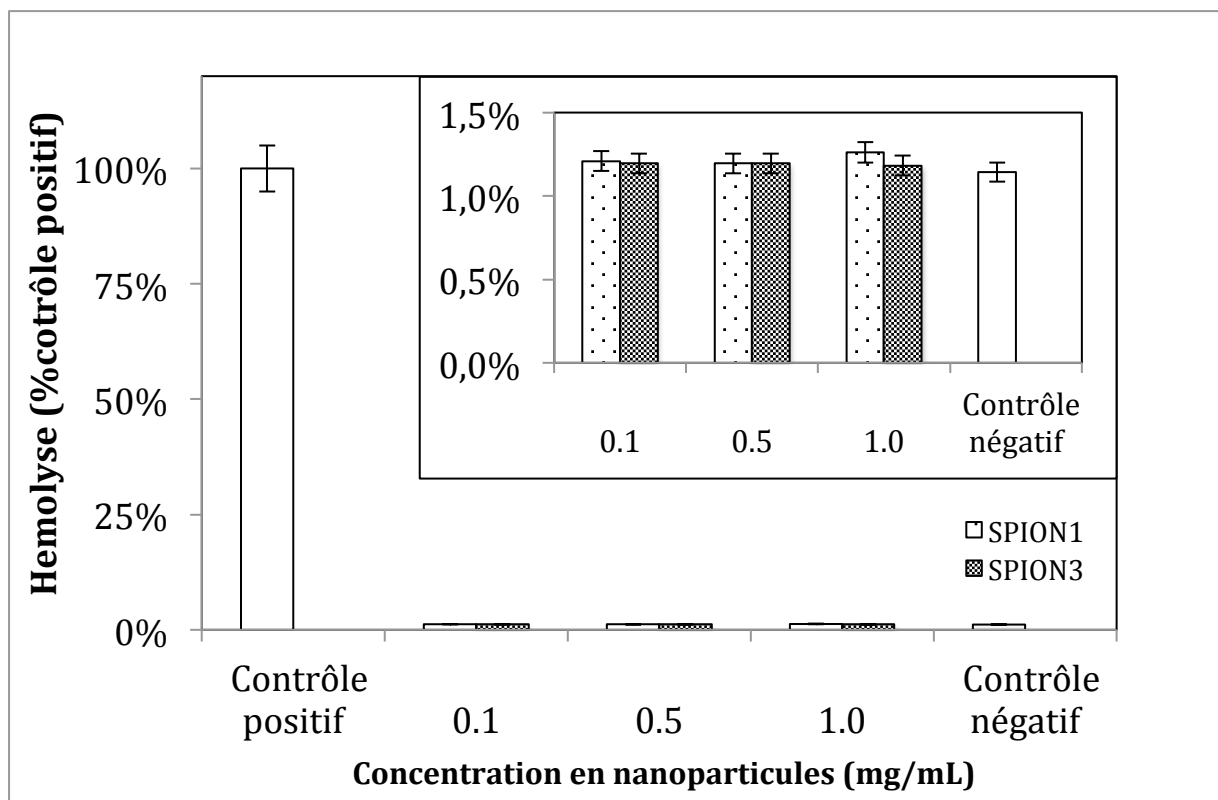 Hemolyse (%cotrôle positif)
100%
75%
50%
25%
0%
1,5%
1,0%
0,5%
0,0%
0.1
0.5
1.0
Contrôle
négatif
SPION1
SPION3
Contrôle
positif
0.1
0.5
1.0
Contrôle
négatif
Concentration en nanoparticules (mg/mL)